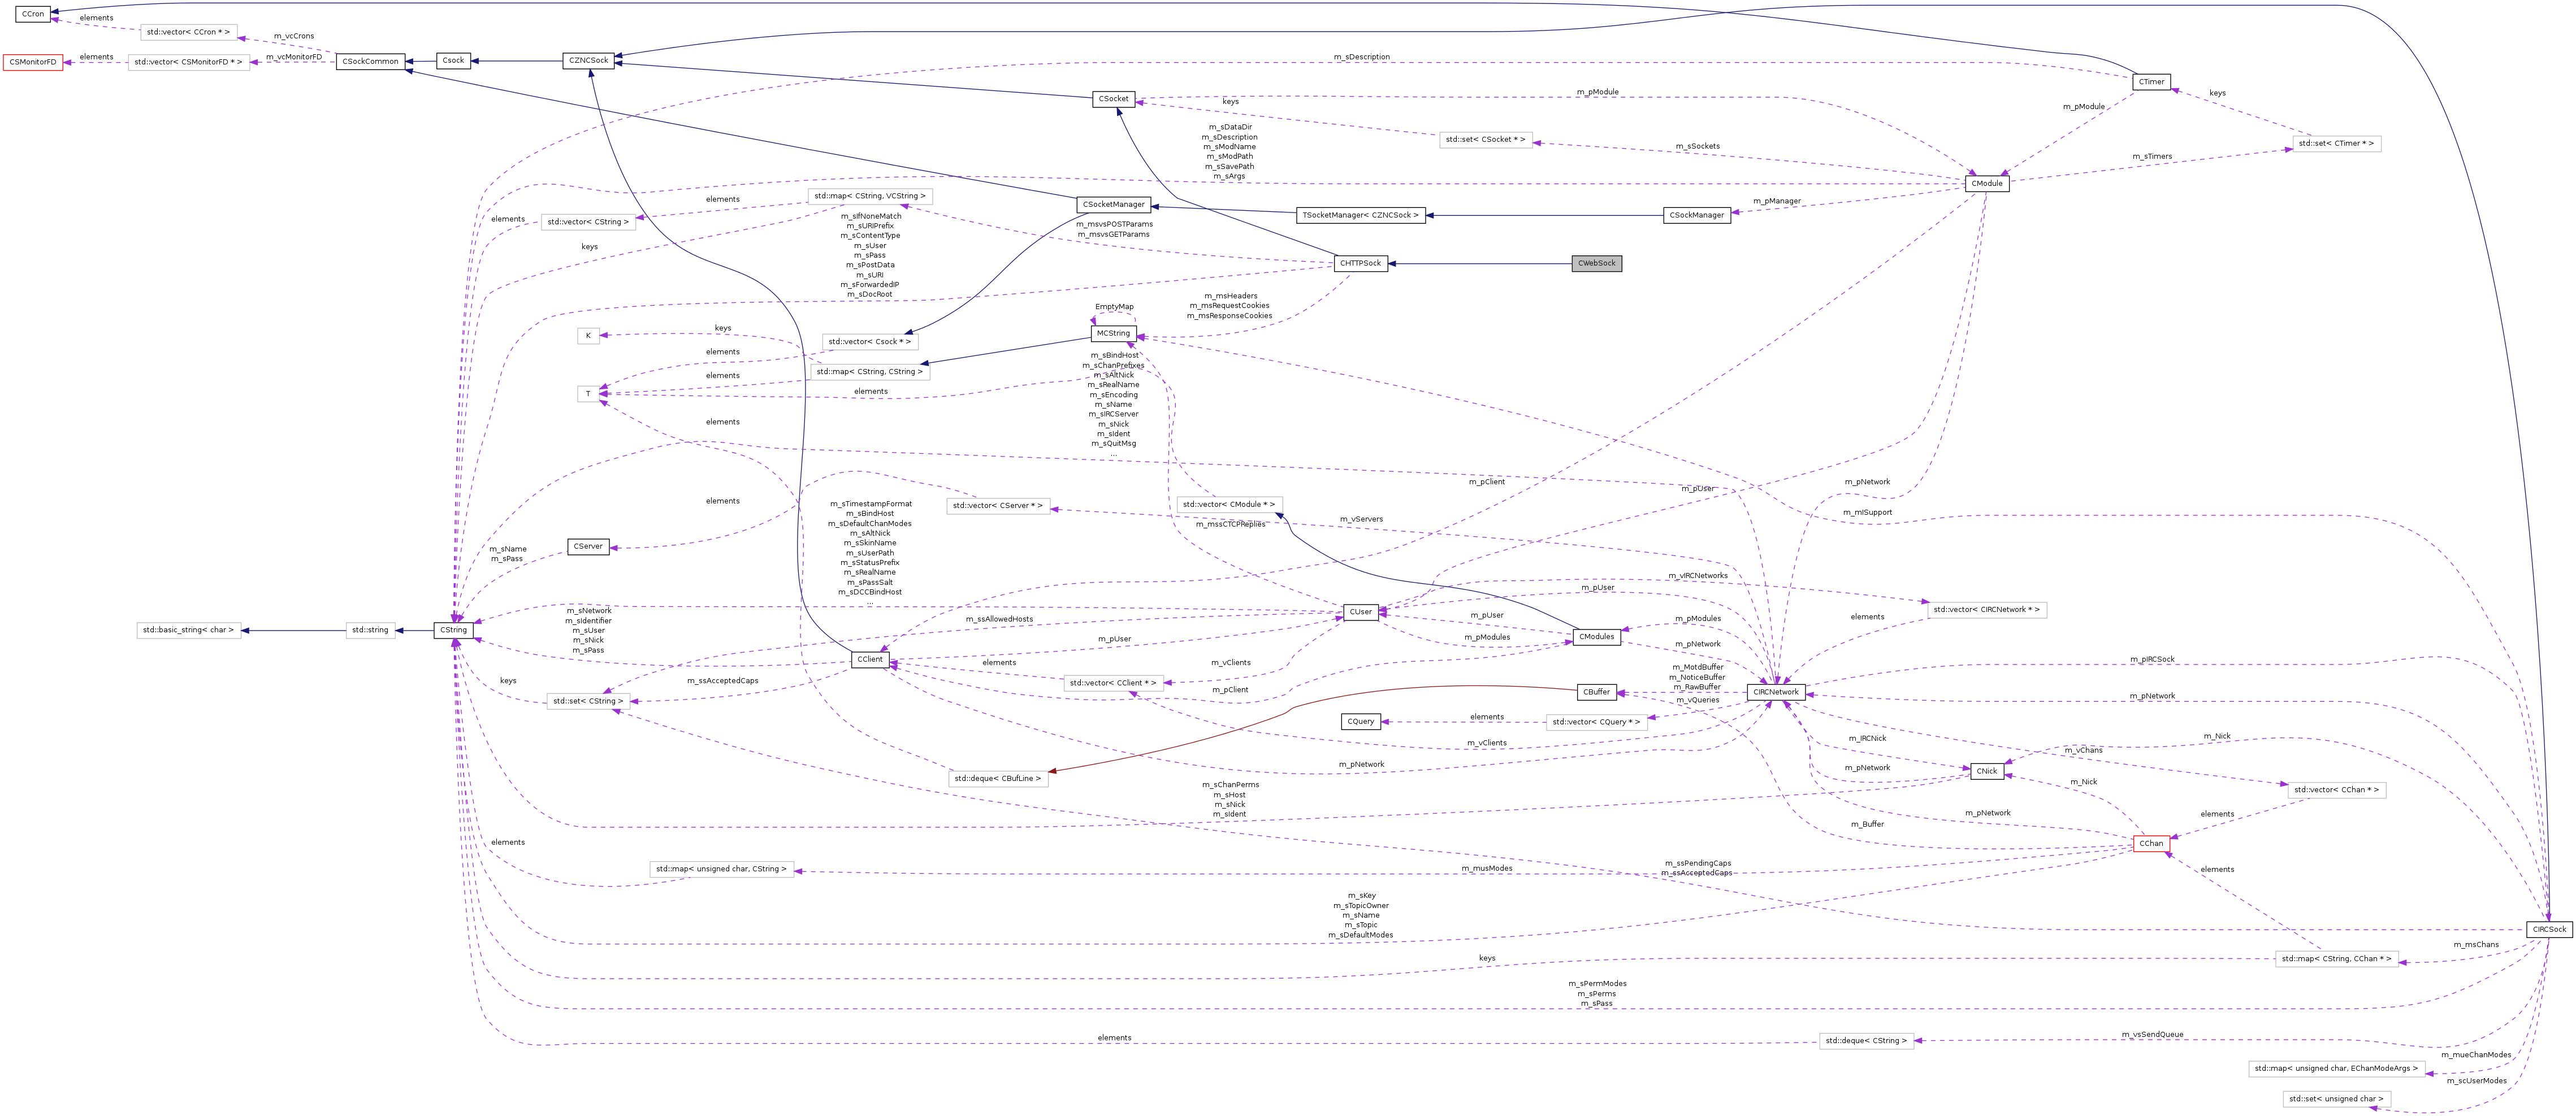 CCron
elements
std::vector< CCron * >
m_vcCrons
CSMonitorFD
elements
std::vector< CSMonitorFD * >
m_vcMonitorFD
CSockCommon
Csock
CZNCSock
m_sDescription
CTimer
CSocket
keys
m_pModule
m_pModule
keys
std::set< CSocket * >
std::set< CTimer * >
m_sDataDir
m_sDescription
m_sModName
m_sModPath
m_sSavePath
m_sArgs
m_sSockets
m_sTimers
CModule
std::map< CString, VCString >
elements
elements
std::vector< CString >
CSocketManager
TSocketManager< CZNCSock >
CSockManager
m_pManager
keys
m_sIfNoneMatch
m_sURIPrefix
m_sContentType
m_sUser
m_sPass
m_sPostData
m_sURI
m_sForwardedIP
m_sDocRoot
m_msvsPOSTParams
m_msvsGETParams
CHTTPSock
CWebSock
m_msHeaders
m_msRequestCookies
m_msResponseCookies
EmptyMap
MCString
K
keys
std::vector< Csock * >
elements
std::map< CString, CString >
elements
T
elements
m_sBindHost
m_sChanPrefixes
m_sAltNick
m_sRealName
m_sEncoding
m_sName
m_sIRCServer
m_sNick
m_sIdent
m_sQuitMsg
...
elements
m_pClient
m_pUser
m_pNetwork
elements
std::vector< CServer * >
std::vector< CModule * >
m_vServers
m_mISupport
m_mssCTCPReplies
m_sTimestampFormat
m_sBindHost
m_sDefaultChanModes
m_sAltNick
m_sSkinName
m_sUserPath
m_sStatusPrefix
m_sRealName
m_sPassSalt
m_sDCCBindHost
...
CServer
m_sName
m_sPass
m_vIRCNetworks
m_pUser
std::vector< CIRCNetwork * >
elements
CUser
m_pUser
m_pModules
m_ssAllowedHosts
m_sNetwork
m_sIdentifier
m_sUser
m_sNick
m_sPass
std::basic_string< char >
std::string
CString
CModules
m_pUser
m_pModules
m_pNetwork
CClient
m_vClients
elements
m_pIRCSock
m_MotdBuffer
m_NoticeBuffer
m_RawBuffer
std::vector< CClient * >
m_pClient
m_ssAcceptedCaps
keys
std::set< CString >
CBuffer
CIRCNetwork
m_pNetwork
m_vQueries
CQuery
elements
std::vector< CQuery * >
m_vClients
m_IRCNick
m_Nick
m_vChans
m_pNetwork
m_pNetwork
CNick
std::deque< CBufLine >
m_Nick
std::vector< CChan * >
m_sChanPerms
m_sHost
m_sNick
m_sIdent
m_pNetwork
elements
m_Buffer
CChan
elements
std::map< unsigned char, CString >
m_musModes
m_ssPendingCaps
m_ssAcceptedCaps
elements
m_sKey
m_sTopicOwner
m_sName
m_sTopic
m_sDefaultModes
CIRCSock
m_msChans
keys
std::map< CString, CChan * >
m_sPermModes
m_sPerms
m_sPass
elements
std::deque< CString >
m_vsSendQueue
m_mueChanModes
std::map< unsigned char, EChanModeArgs >
m_scUserModes
std::set< unsigned char >